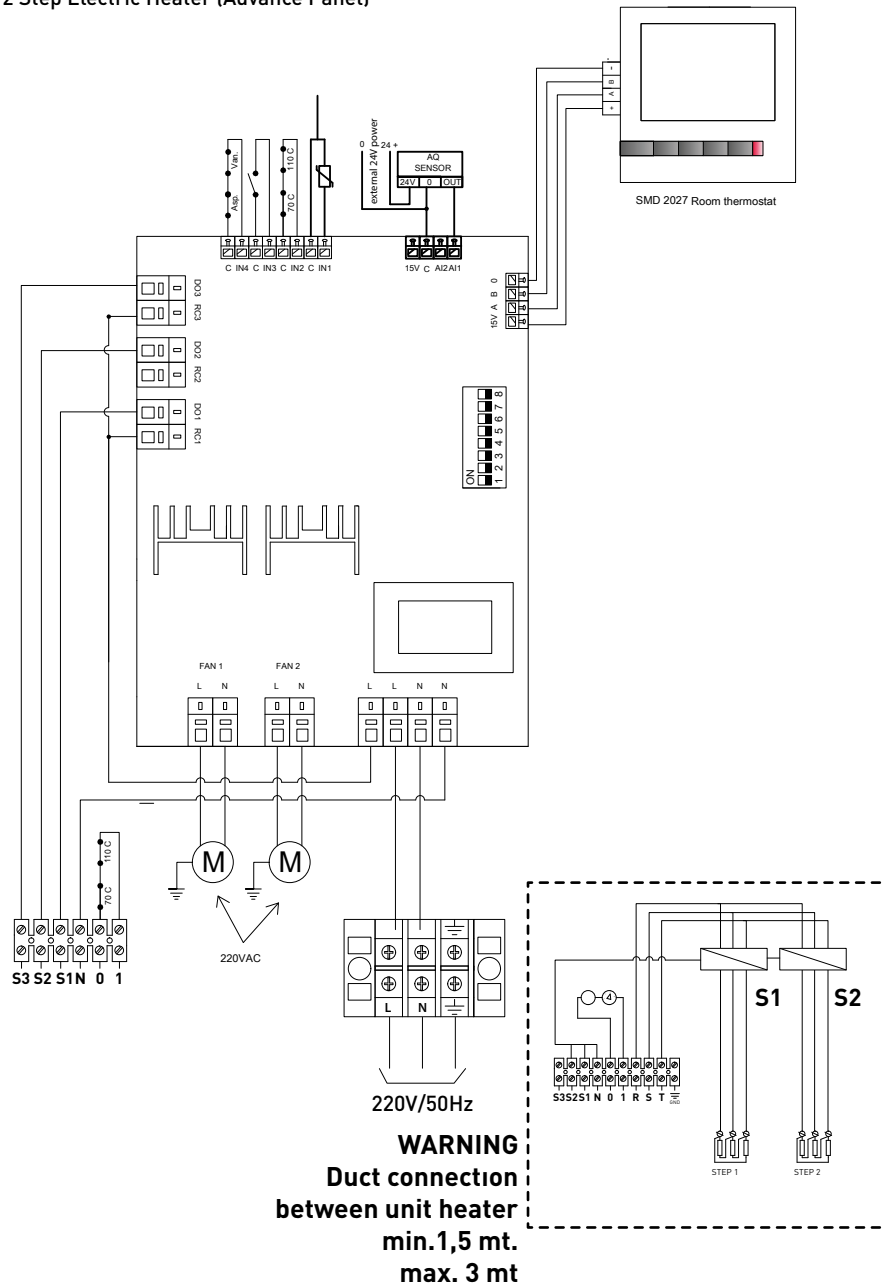 2 Step Electric Heater (Advance Panel)
SMD 2027 Room thermostat
- B A +
0 24 +
external 24V power
AQ
SENSOR
24V 0 OUT
Asp. Van.
70 C 110 C
C IN4 C IN3 C IN2 C IN1
15V C AI2 AI1
15V A B 0
DO3 RC3
DO2 RC2
DO1 RC1
ON
1 2 3 4 5 6 7 8
FAN 1 FAN 2
L N L N L L N N
M M
220VAC
70 C 110 C
S3 S2 S1 N 0 1
L N
220V/50Hz
WARNING
Duct connectıon
between unit heater
min.1,5 mt.
max. 3 mt
S1 S2
4
S3 S2 S1 N 0 1 R S T
GND
STEP 1 STEP 2